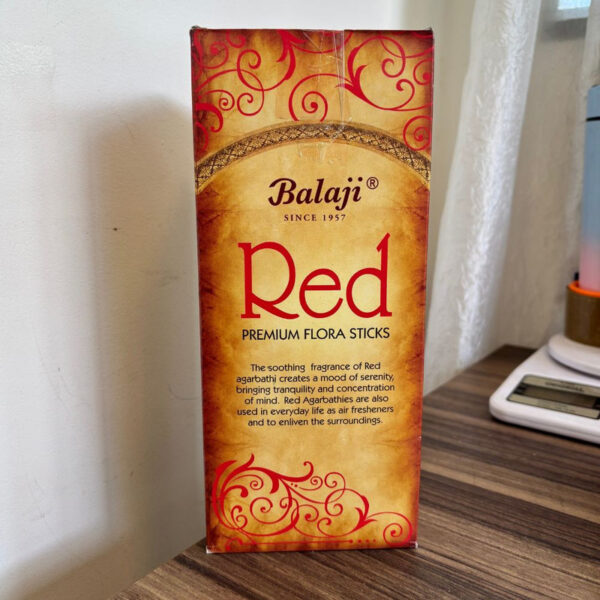 Balaji®
SINCE 1957
Red
PREMIUM FLORA STICKS
The soothing fragrance of Red
agarbathi creates a mood of serenity,
bringing tranquility and concentration
of mind. Red Agarbathies are also
used in everyday life as air fresheners
and to enliven the surroundings.